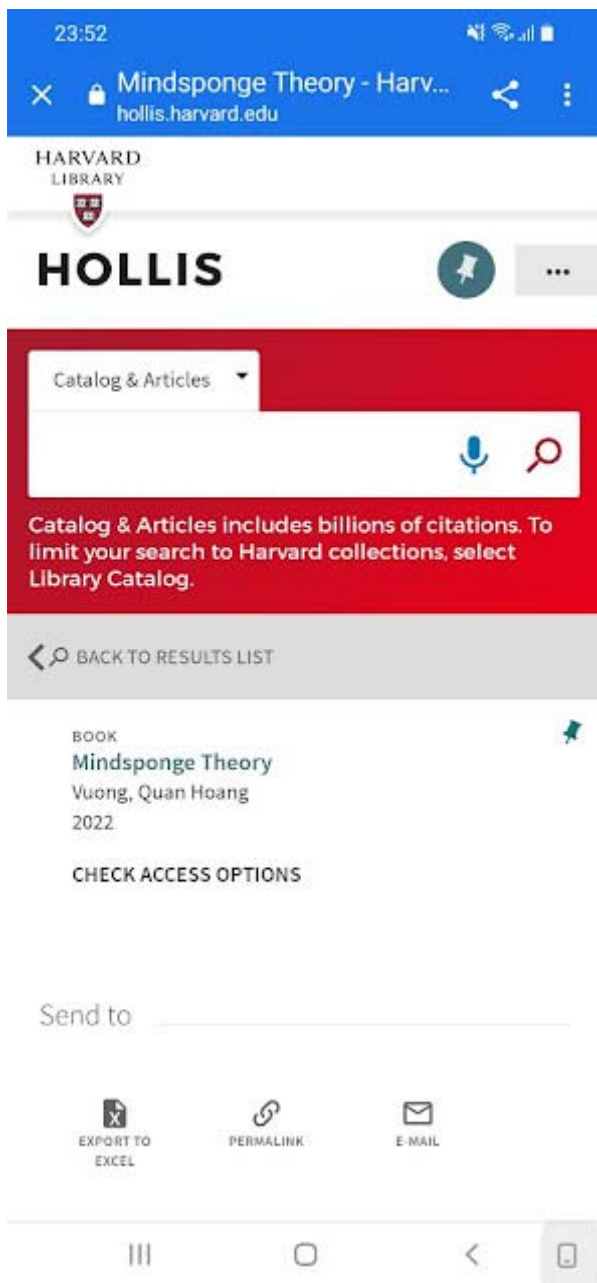 23:52
Mindsponge Theory - Harv...
hollis.harvard.edu
HARVARD
LIBRARY
HOLLIS
Catalog & Articles
Catalog & Articles includes billions of citations. To
limit your search to Harvard collections, select
Library Catalog.
BACK TO RESULTS LIST
BOOK
Mindsponge Theory
Vuong, Quan Hoang
2022
CHECK ACCESS OPTIONS
Send to
EXPORT TO
EXCEL
PERMALINK
E-MAIL